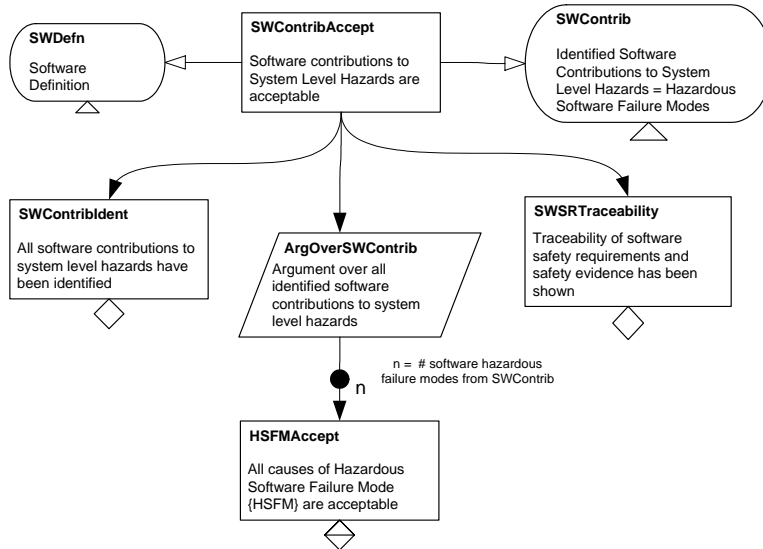 SWDefn
Software
Definition
SWContribAccept
Software contributions to
System Level Hazards are
acceptable
SWContrib
Identified Software
Contributions to System
Level Hazards = Hazardous
Software Failure Modes
SWContribIdent
All software contributions to
system level hazards have
been identified
ArgOverSWContrib
Argument over all
identified software
contributions to system
level hazards
SWSRTraceability
Traceability of software
safety requirements and
safety evidence has been
shown
n = # software hazardous
failure modes from SWContrib
n
HSFMAccept
All causes of Hazardous
Software Failure Mode
{HSFM} are acceptable